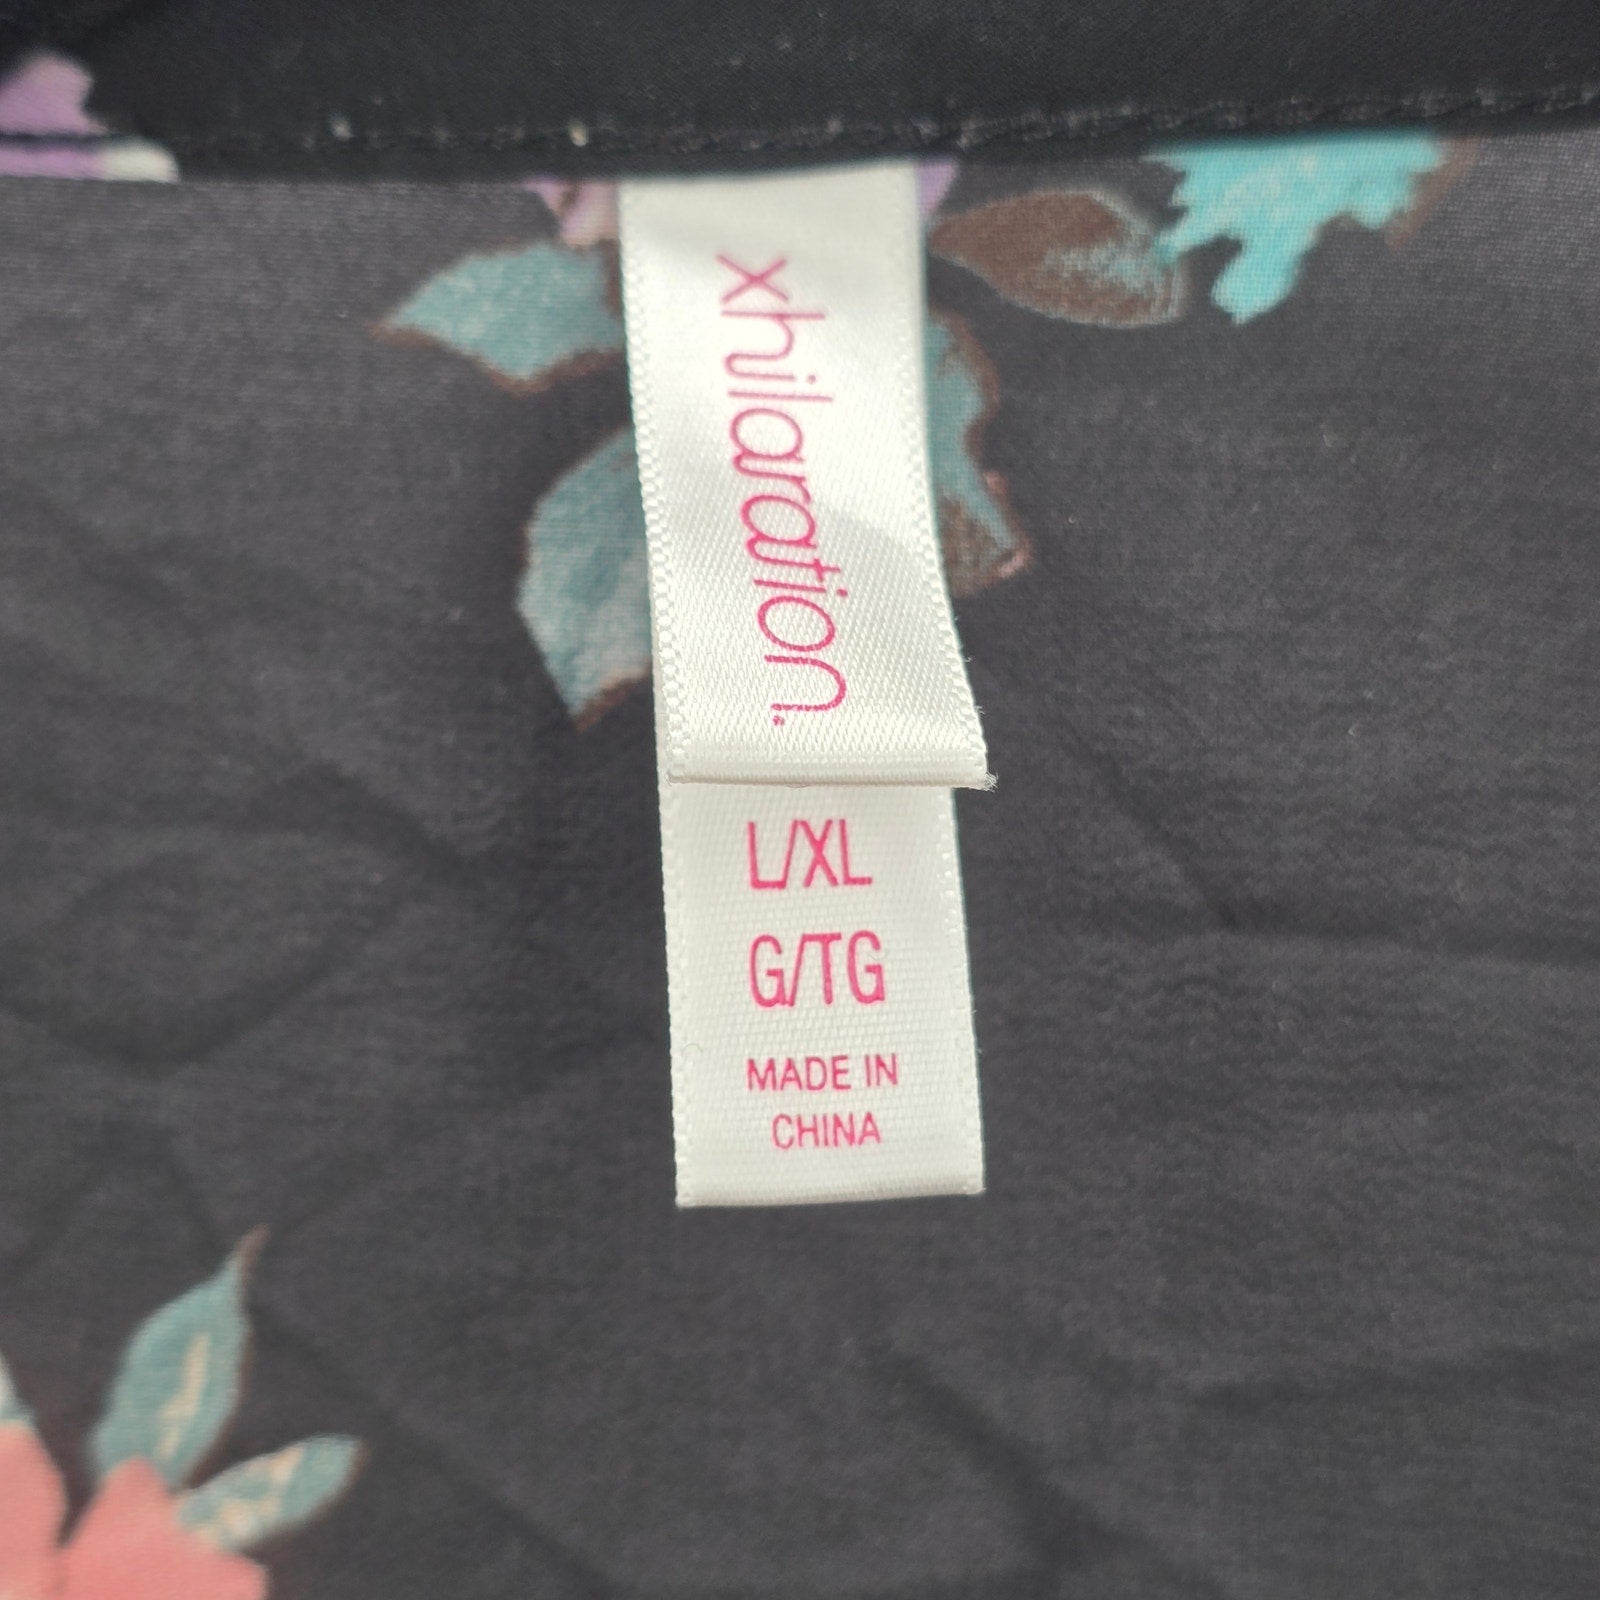 xhilaration.
L/XL
G/TG
MADE IN
CHINA